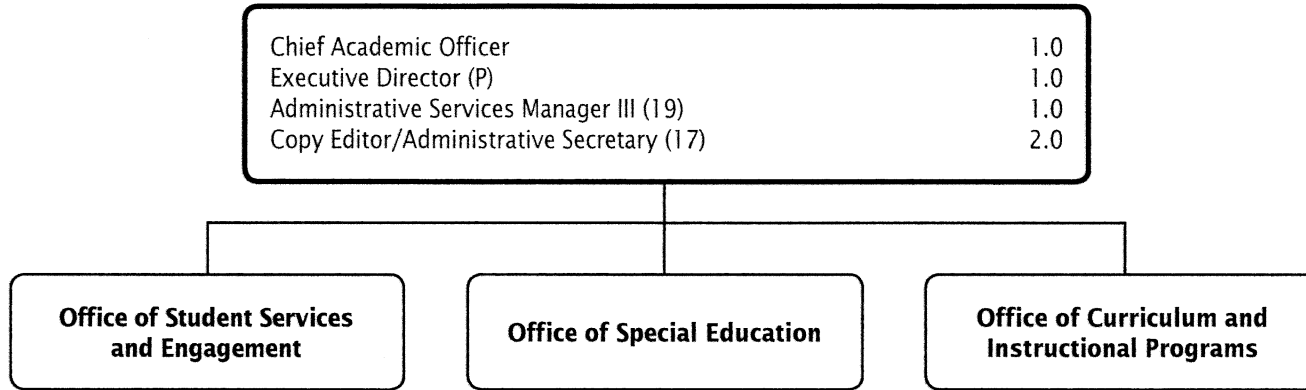 Chief Academic Officer 1.0
Executive Director (P) 1.0
Administrative Services Manager III (19) 1.0
Copy Editor/Administrative Secretary (17) 2.0
Office of Student Services
and Engagement
Office of Special Education
Office of Curriculum and
Instructional Programs